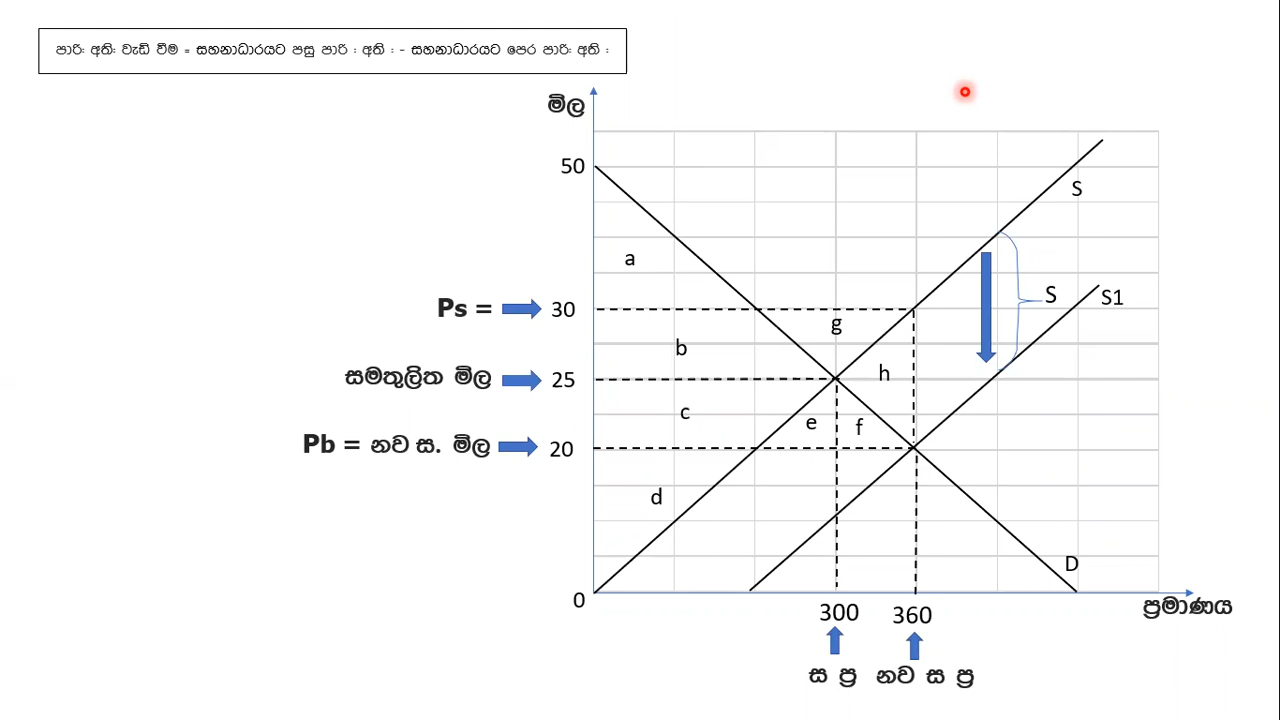 පාරි: අති: වැඩි වීම = සහනාධාරයට පසු පාරි : අති : - සහනාධාරයට පෙර පාරි: අති :
මිල
50
S
a
Ps =
30
S
S1
g
b
h
සමතුලිත මිල
25
c
e
f
Pb = නව ස. මිල
20
d
D
0
ප්‍රමාණය
300
360
ස ප්‍ර
නව ස ප්‍ර